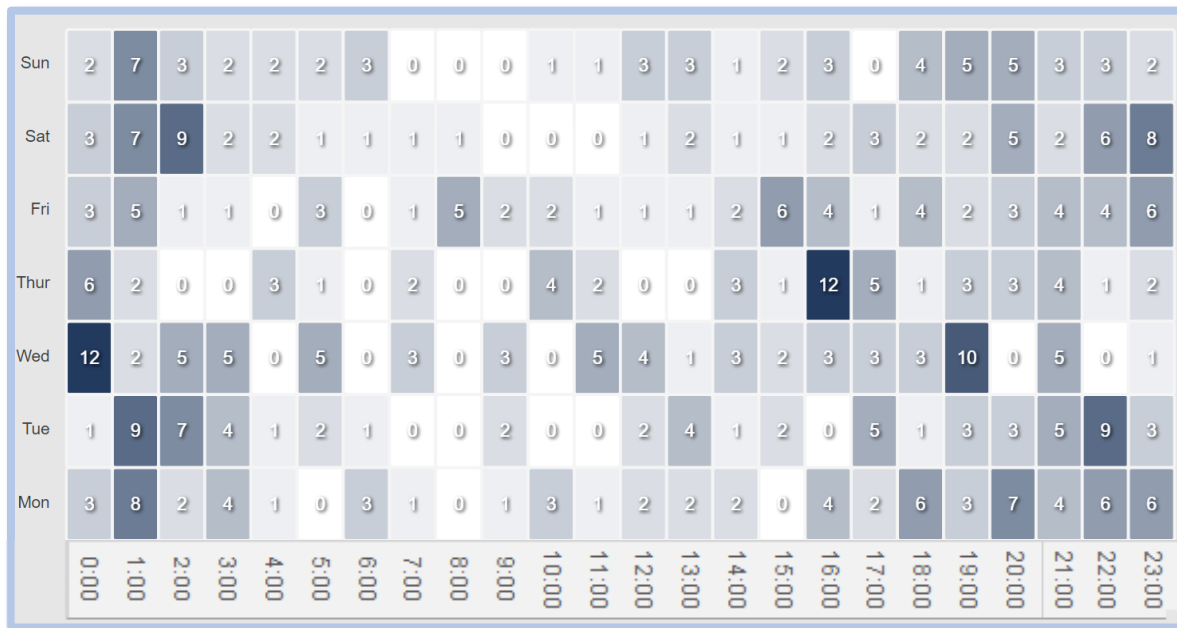 Sun 2 7 3 2 2 2 3 0 0 0 1 1 3 3 1 2 3 0 4 5 5 3 3 2
Sat 3 7 9 2 2 1 1 1 1 0 0 0 1 2 1 1 2 3 2 2 5 2 6 8
Fri 3 5 1 1 0 3 0 1 5 2 2 1 1 1 2 6 4 1 4 2 3 4 4 6
Thur 6 2 0 0 3 1 0 2 0 0 4 2 0 0 3 1 12 5 1 3 3 4 1 2
Wed 12 2 5 5 0 5 0 3 0 3 0 5 4 1 3 2 3 3 3 10 0 5 0 1
Tue 1 9 7 4 1 2 1 0 0 2 0 0 2 4 1 2 0 5 1 3 3 5 9 3
Mon 3 8 2 4 1 0 3 1 0 1 3 1 2 2 2 0 4 2 6 3 7 4 6 6
0:00 1:00 2:00 3:00 4:00 5:00 6:00 7:00 8:00 9:00 10:00 11:00 12:00 13:00 14:00 15:00 16:00 17:00 18:00 19:00 20:00 21:00 22:00 23:00